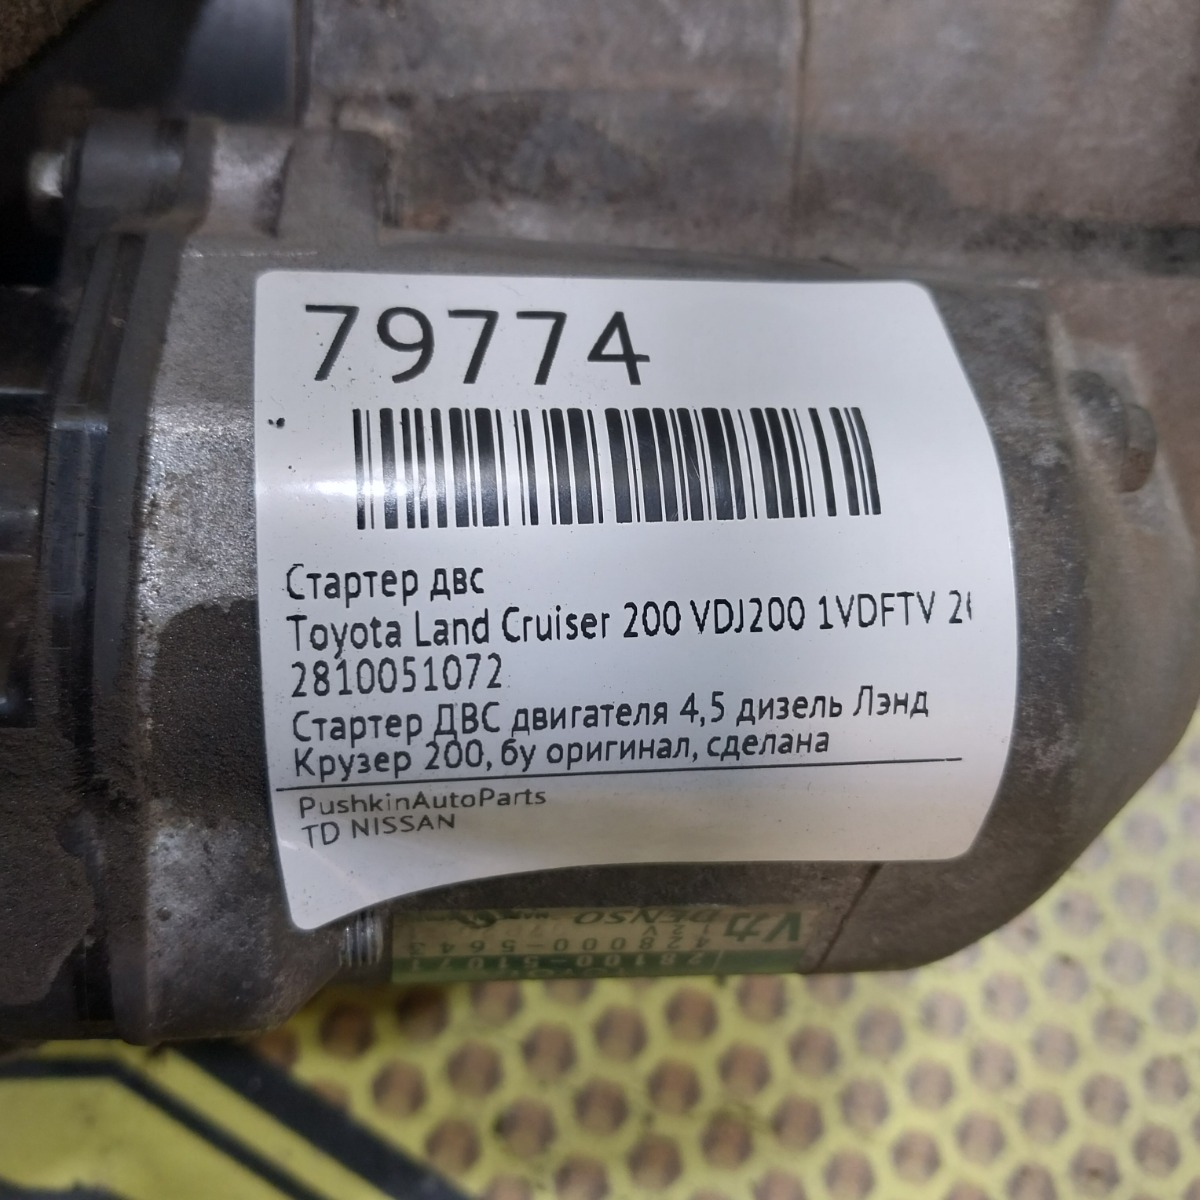 79774
Стартер двс
Toyota Land Cruiser 200 VDJ200 1VDFTV
2810051072
Стартер ДВС двигателя 4,5 дизель Лэнд
Крузер 200, бу оригинал, сделана
PushkinAutoParts
TD NISSAN
28100-51071
428000-5643
12V
DENSO